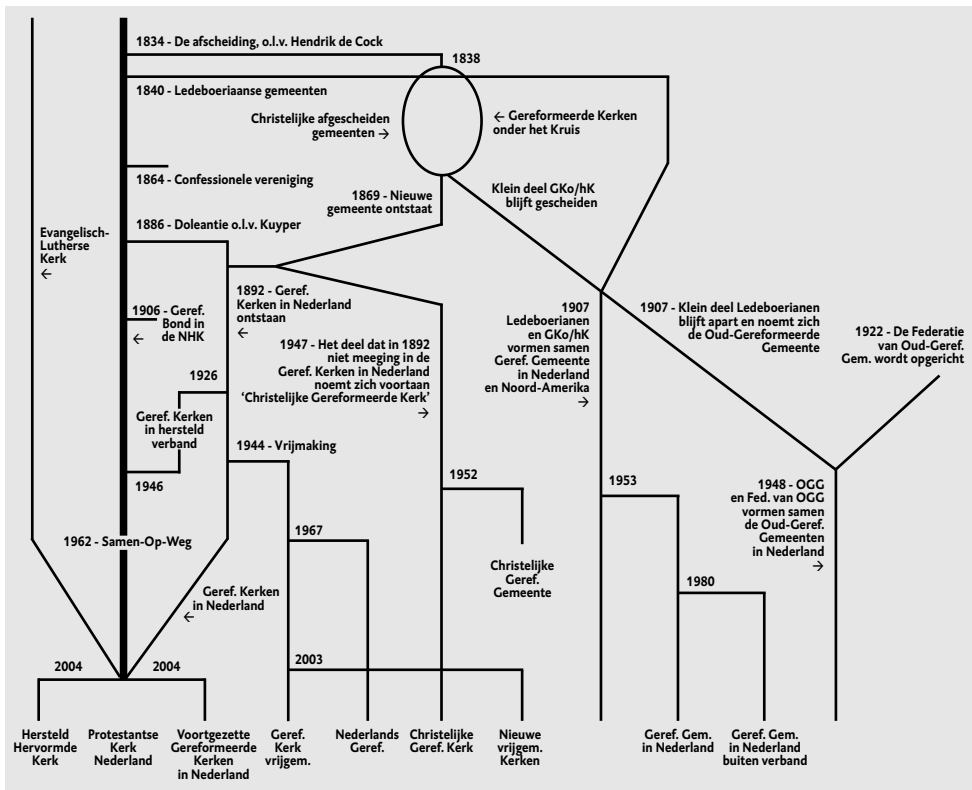 1834 - De afscheiding, o.l.v. Hendrik de Cock
1838
1840 - Ledeboeriaanse gemeenten
Christelijke afgescheiden
gemeenten →
← Gereformeerde Kerken
onder het Kruis
1864 - Confessionele vereniging
1869 - Nieuwe
gemeente ontstaat
Klein deel GKo/hK
blijft gescheiden
1886 - Doleantie o.l.v. Kuyper
Evangelisch-
Lutherse
Kerk
←
1892 - Geref.
Kerken in Nederland
ontstaan
←
1906 - Geref.
Bond in
de NHK
←
1907
Ledeboerianen
en GKo/hK
vormen samen
Geref. Gemeente
in Nederland
en Noord-Amerika
→
1907 - Klein deel Ledeboerianen
blijft apart en noemt zich
de Oud-Gereformeerde
Gemeente
1922 - De Federatie
van Oud-Geref.
Gem. wordt opgericht
1947 - Het deel dat in 1892
niet meeging in de
Geref. Kerken in Nederland
noemt zich voortaan
‘Christelijke Gereformeerde Kerk’
→
1926
Geref. Kerken
in hersteld
verband
1946
1944 - Vrijmaking
1952
1953
1948 - OGG
en Fed. van OGG
vormen samen
de Oud-Geref.
Gemeenten
in Nederland
→
1962 - Samen-Op-Weg
1967
Christelijke
Geref.
Gemeente
1980
Geref. Kerken
in Nederland
←
2004
2004
2003
Hersteld
Hervormde
Kerk
Protestantse
Kerk
Nederland
Voortgezette
Gereformeerde
Kerken
in Nederland
Geref.
Kerk
vrijgem.
Nederlands
Geref.
Christelijke
Geref. Kerk
Nieuwe
vrijgem.
Kerken
Geref. Gem.
in Nederland
Geref. Gem.
in Nederland
buiten verband